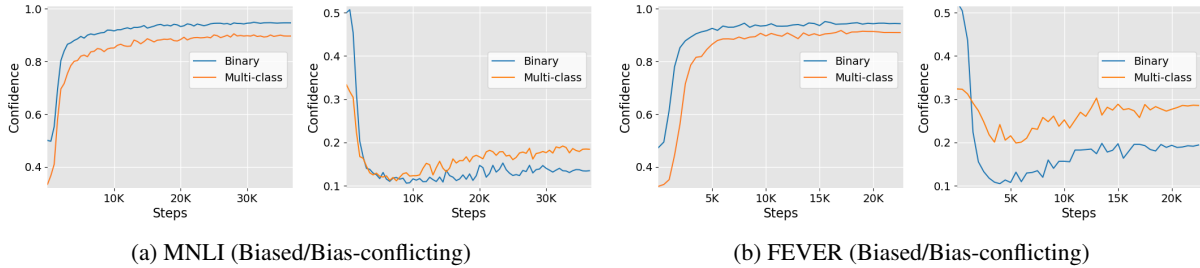 1.0
0.8
0.6
0.4
Confidence
10K
20K
30K
Steps
Binary
Multi-class
0.5
0.4
0.3
0.2
0.1
Confidence
10K
20K
30K
Steps
Binary
Multi-class
(a) MNLI (Biased/Bias-conflicting)
1.0
0.8
0.6
0.4
Confidence
5K
10K
15K
20K
Steps
Binary
Multi-class
0.5
0.4
0.3
0.2
0.1
Confidence
5K
10K
15K
20K
Steps
Binary
Multi-class
(b) FEVER (Biased/Bias-conflicting)